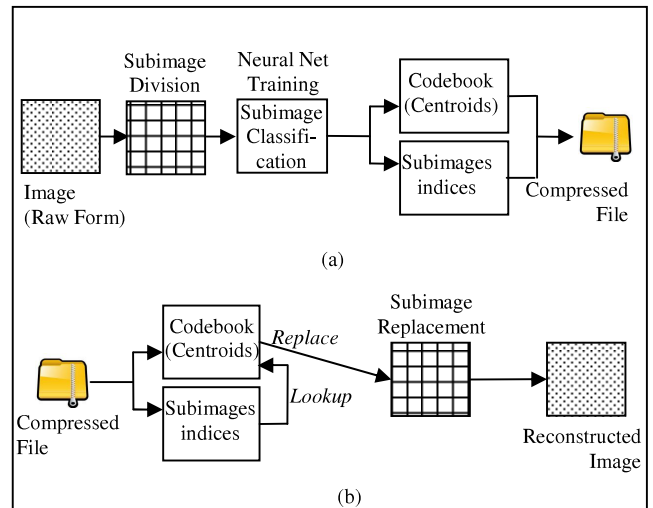 Subimage
Division
Neural Net
Training
Subimage
Classifi-
cation
Codebook
(Centroids)
Subimages
indices
Image
(Raw Form)
Compressed
File
(a)
Codebook
(Centroids)
Replace
Subimage
Replacement
Lookup
Subimages
indices
Compressed
File
Reconstructed
Image
(b)